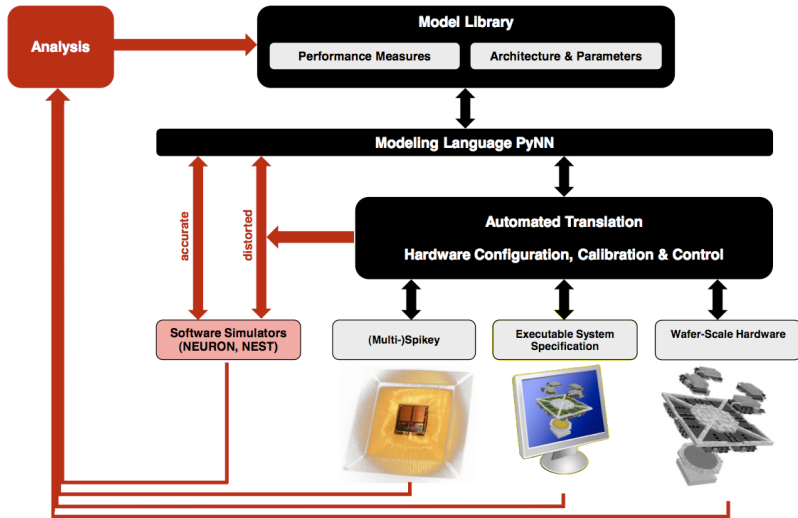 Model Library
Analysis
Performance Measures
Architecture & Parameters
Modeling Language PyNN
accurate
distorted
Automated Translation
Hardware Configuration, Calibration & Control
Software Simulators
(NEURON, NEST)
(Multi-)Spikey
Executable System
Specification
Wafer-Scale Hardware